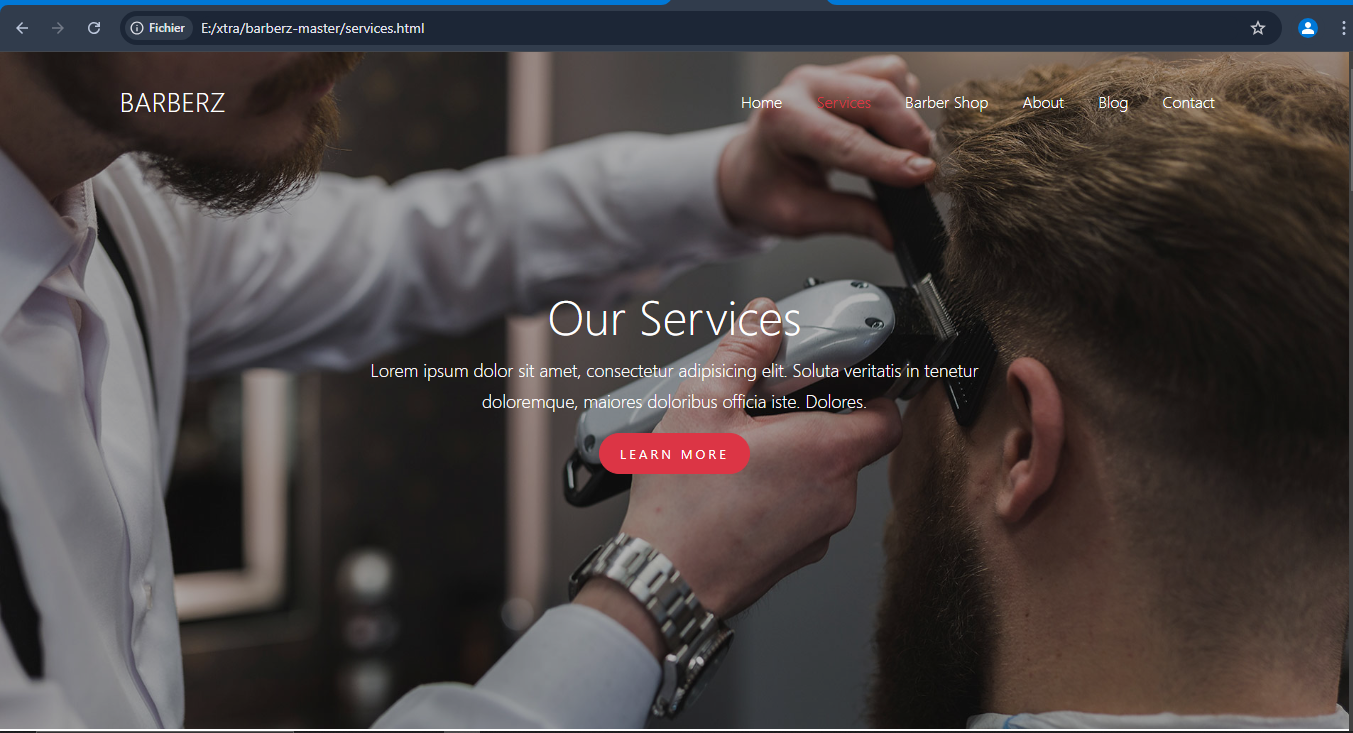 Fichier E:/xtra/barberz-master/services.html
BARBERZ Home Services Barber Shop About Blog Contact
Our Services
Lorem ipsum dolor sit amet, consectetur adipisicing elit. Soluta veritatis in tenetur
doloremque, maiores doloribus officia iste. Dolores.
LEARN MORE